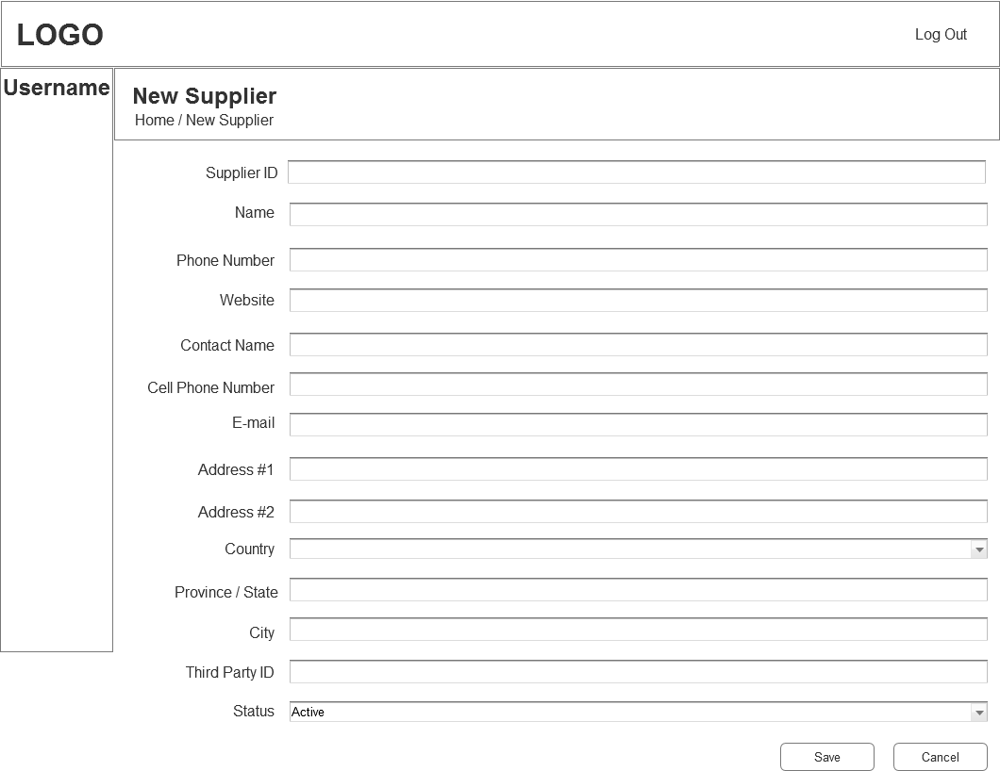 LOGO
Log Out
Username
New Supplier
Home / New Supplier
Supplier ID
Name
Phone Number
Website
Contact Name
Cell Phone Number
E-mail
Address #1
Address #2
Country
Province / State
City
Third Party ID
Status Active
Save Cancel